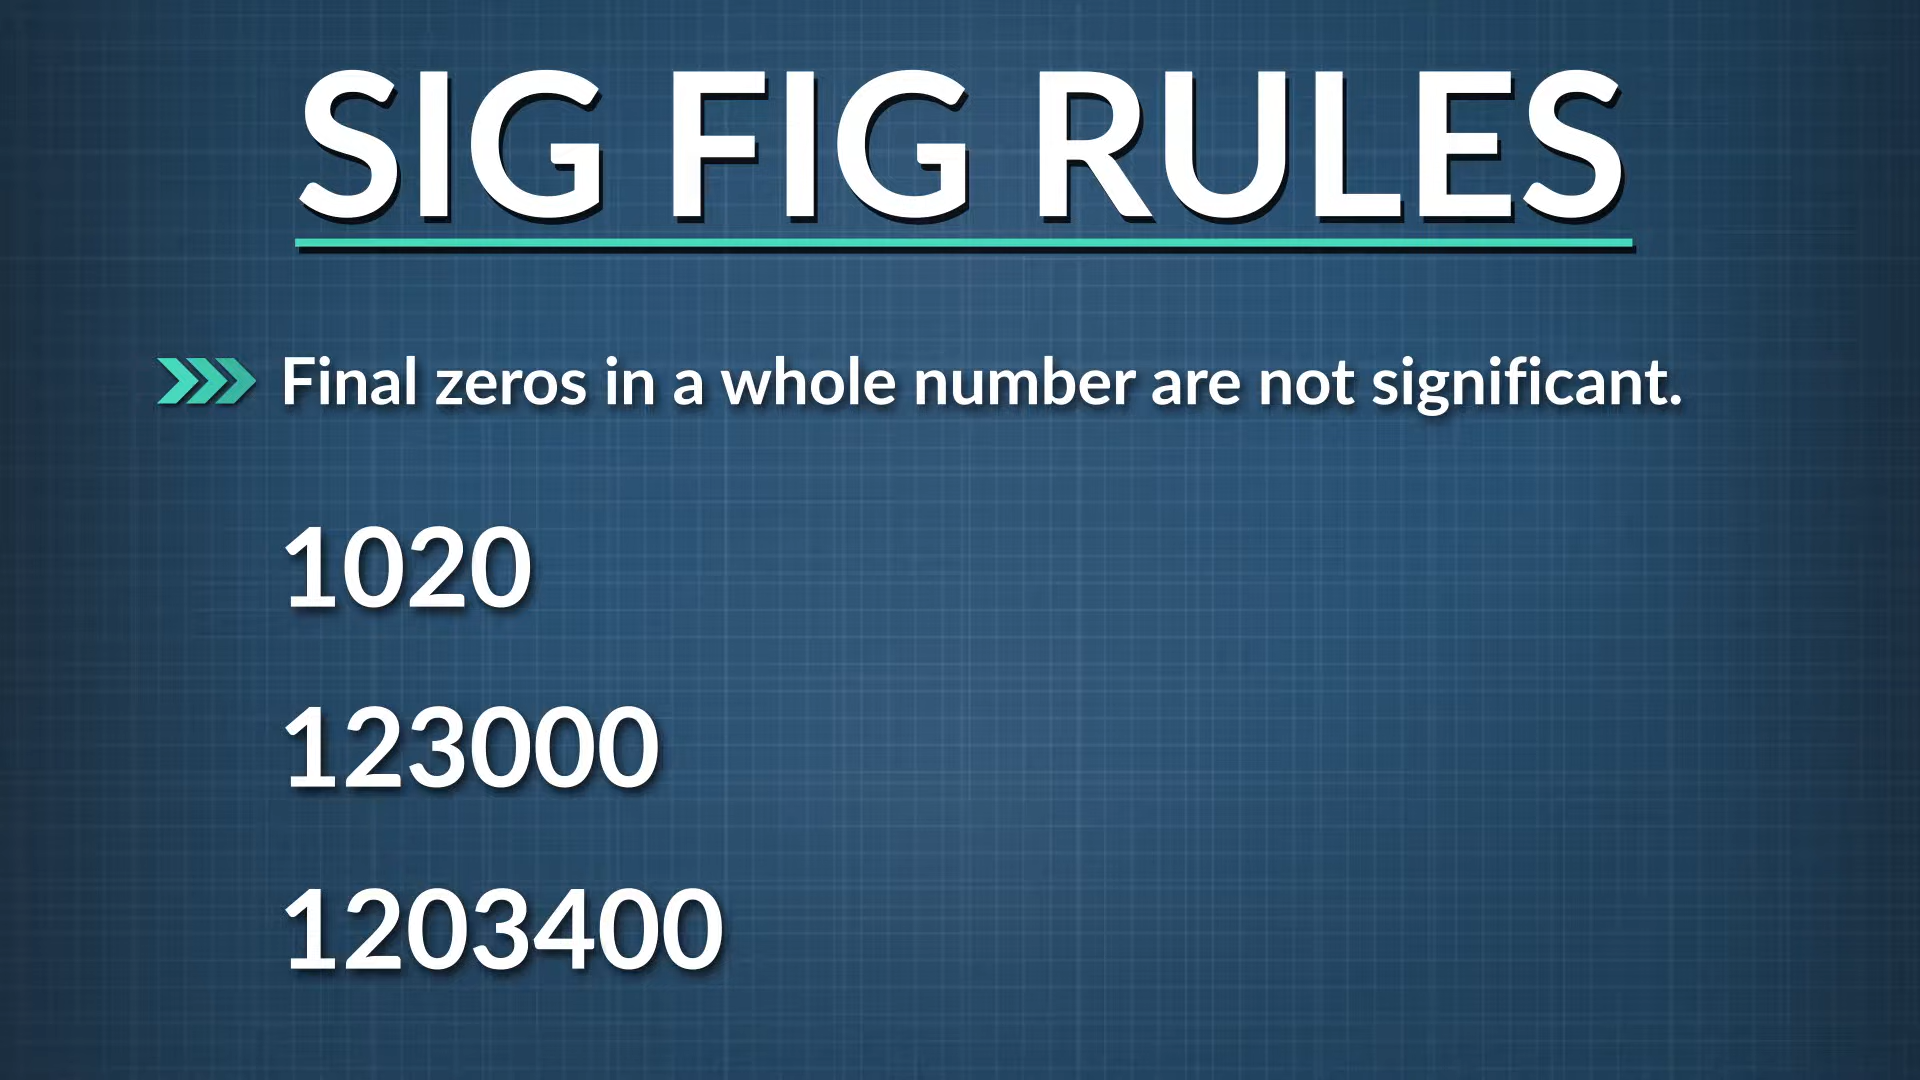 SIG FIG RULES
Final zeros in a whole number are not significant.
1020
123000
1203400